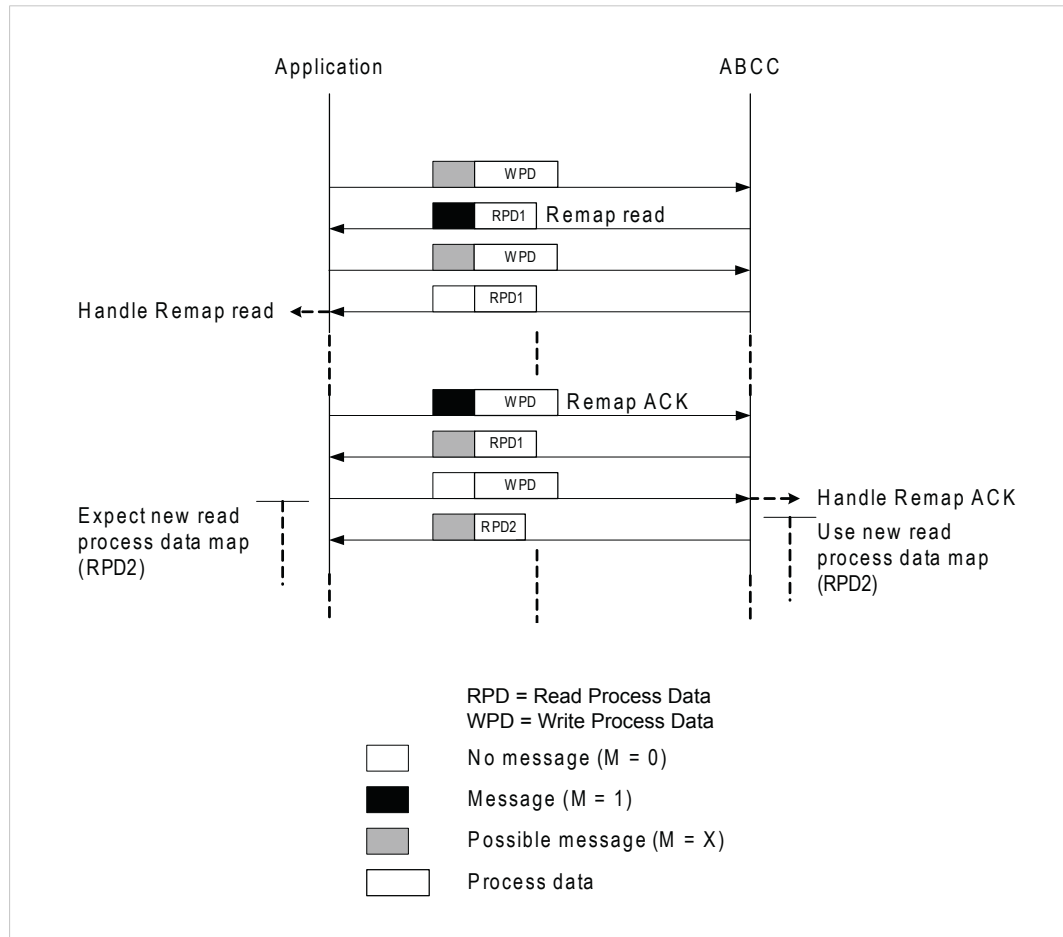 Application
ABCC
WPD
RPD1 Remap read
WPD
RPD1
Handle Remap read
WPD Remap ACK
RPD1
WPD
Handle Remap ACK
Expect new read
process data map
(RPD2)
RPD2
Use new read
process data map
(RPD2)
RPD = Read Process Data
WPD = Write Process Data
No message (M = 0)
Message (M = 1)
Possible message (M = X)
Process data